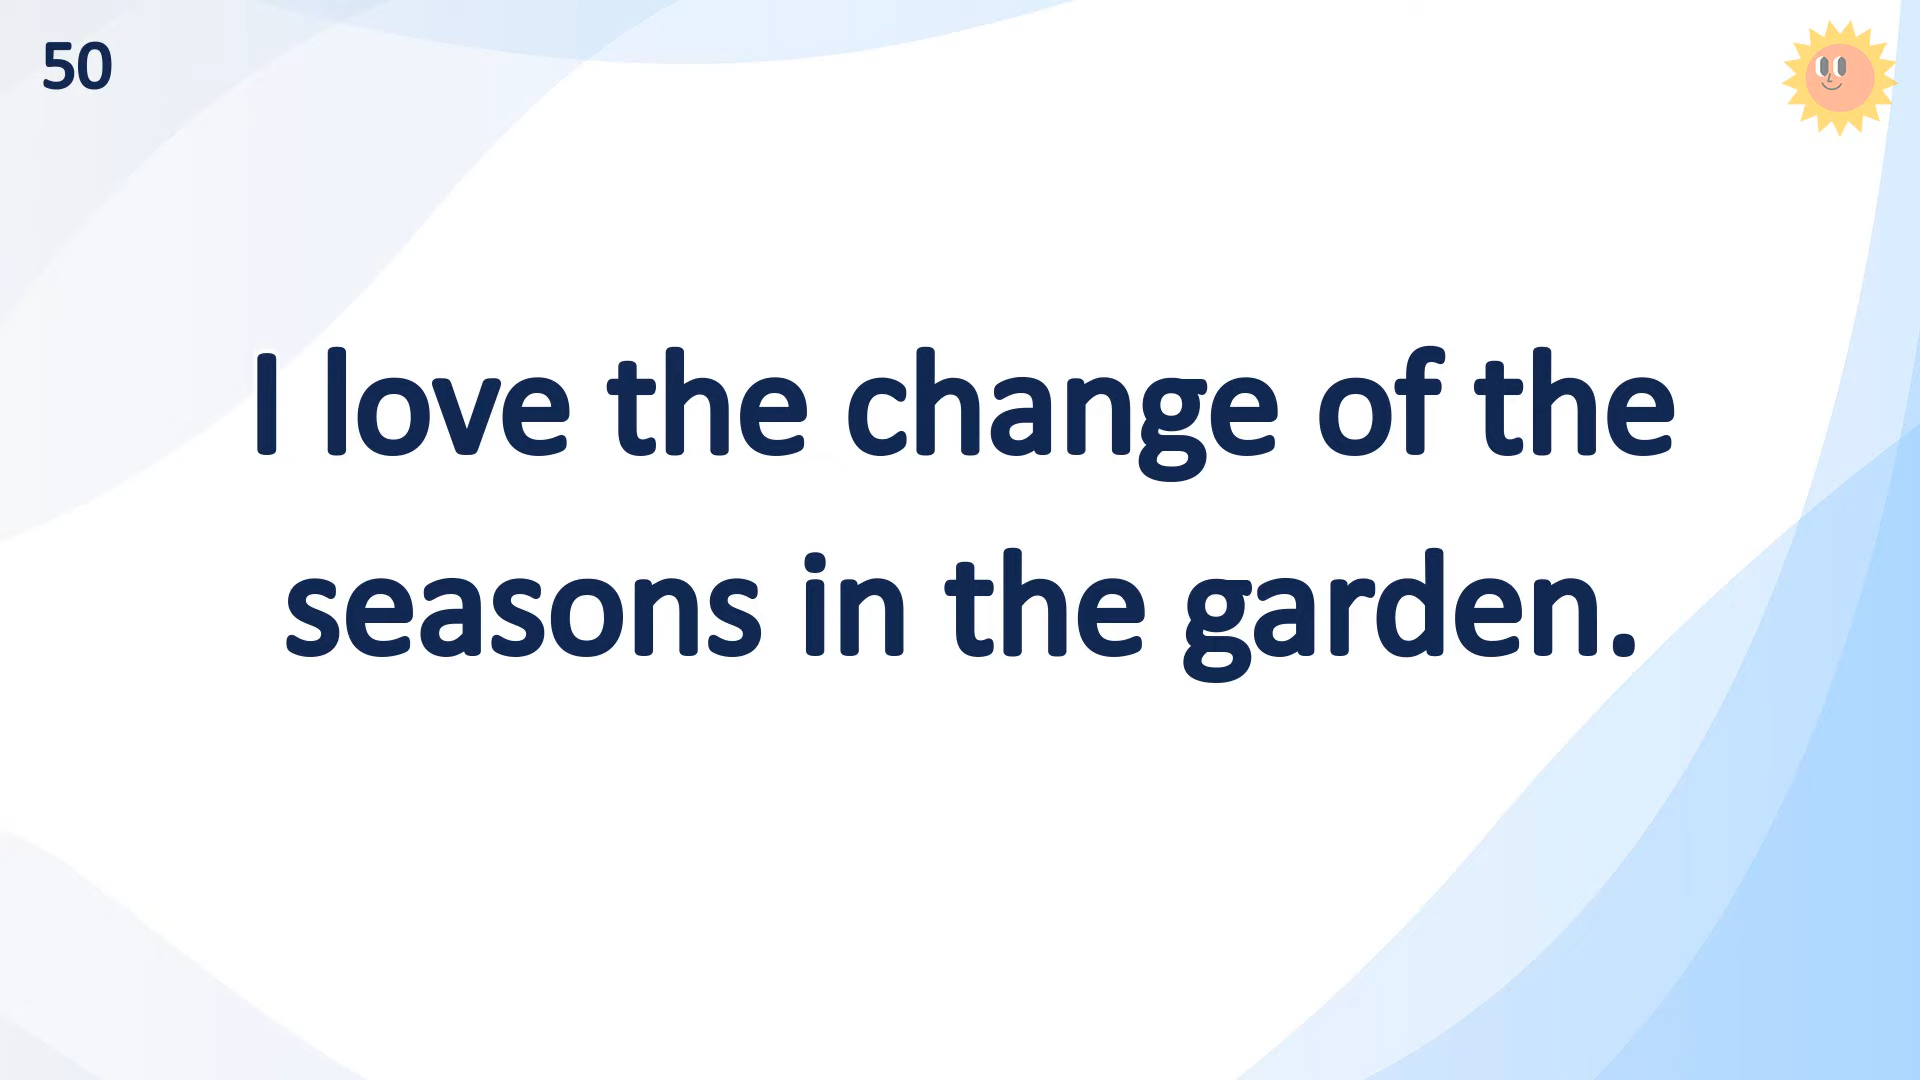 50
I love the change of the
seasons in the garden.